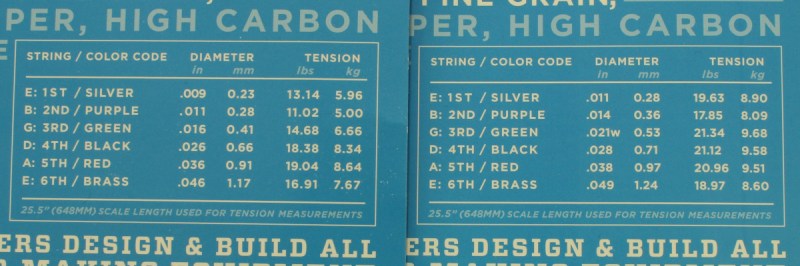 PER, HIGH CARBON
STRING / COLOR CODE DIAMETER TENSION
in mm lbs kg
E: 1ST / SILVER .009 0.23 13.14 5.96
B: 2ND / PURPLE .011 0.28 11.02 5.00
G: 3RD / GREEN .016 0.41 14.68 6.66
D: 4TH / BLACK .026 0.66 18.38 8.34
A: 5TH / RED .036 0.91 19.04 8.64
E: 6TH / BRASS .046 1.17 16.91 7.67
25.5" (648MM) SCALE LENGTH USED FOR TENSION MEASUREMENTS
ERS DESIGN & BUILD ALL
FINE GRAIN,
PER, HIGH CARBON
STRING / COLOR CODE DIAMETER TENSION
in mm lbs kg
E: 1ST / SILVER .011 0.28 19.63 8.90
B: 2ND / PURPLE .014 0.36 17.85 8.09
G: 3RD / GREEN .021w 0.53 21.34 9.68
D: 4TH / BLACK .028 0.71 21.12 9.58
A: 5TH / RED .038 0.97 20.96 9.51
E: 6TH / BRASS .049 1.24 18.97 8.60
25.5" (648MM) SCALE LENGTH USED FOR TENSION MEASUREMENTS
ERS DESIGN & BUILD ALL